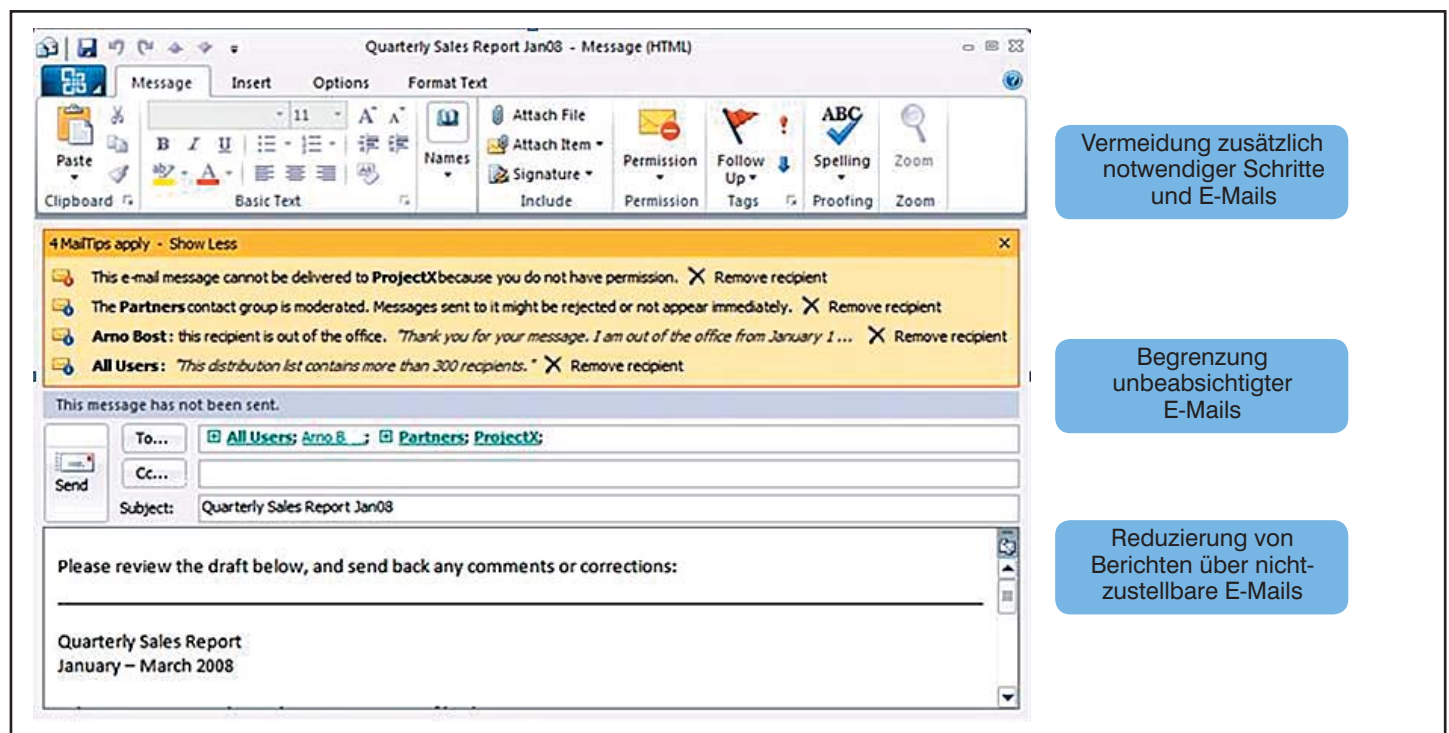 Quarterly Sales Report Jan08 - Message (HTML)
Message Insert Options Format Text
11
Attach File
ABC
Attach Item
B I U
Paste
Names
Permission
Follow Up
Spelling
Zoom
Signature
Clipboard Basic Text Include Permission Tags Proofing Zoom
4 MailTips apply - Show Less
This e-mail message cannot be delivered to ProjectX because you do not have permission. Remove recipient
The Partners contact group is moderated. Messages sent to it might be rejected or not appear immediately. Remove recipient
Arno Bost: this recipient is out of the office. "Thank you for your message. I am out of the office from January 1 ... Remove recipient
All Users: "This distribution list contains more than 300 recipients." Remove recipient
This message has not been sent.
To... All Users; Arno B ; Partners; ProjectX;
Cc...
Send
Subject: Quarterly Sales Report Jan08
Please review the draft below, and send back any comments or corrections:
Quarterly Sales Report
January – March 2008
Vermeidung zusätzlich
notwendiger Schritte
und E-Mails
Begrenzung
unbeabsichtigter
E-Mails
Reduzierung von
Berichten über nicht-
zustellbare E-Mails